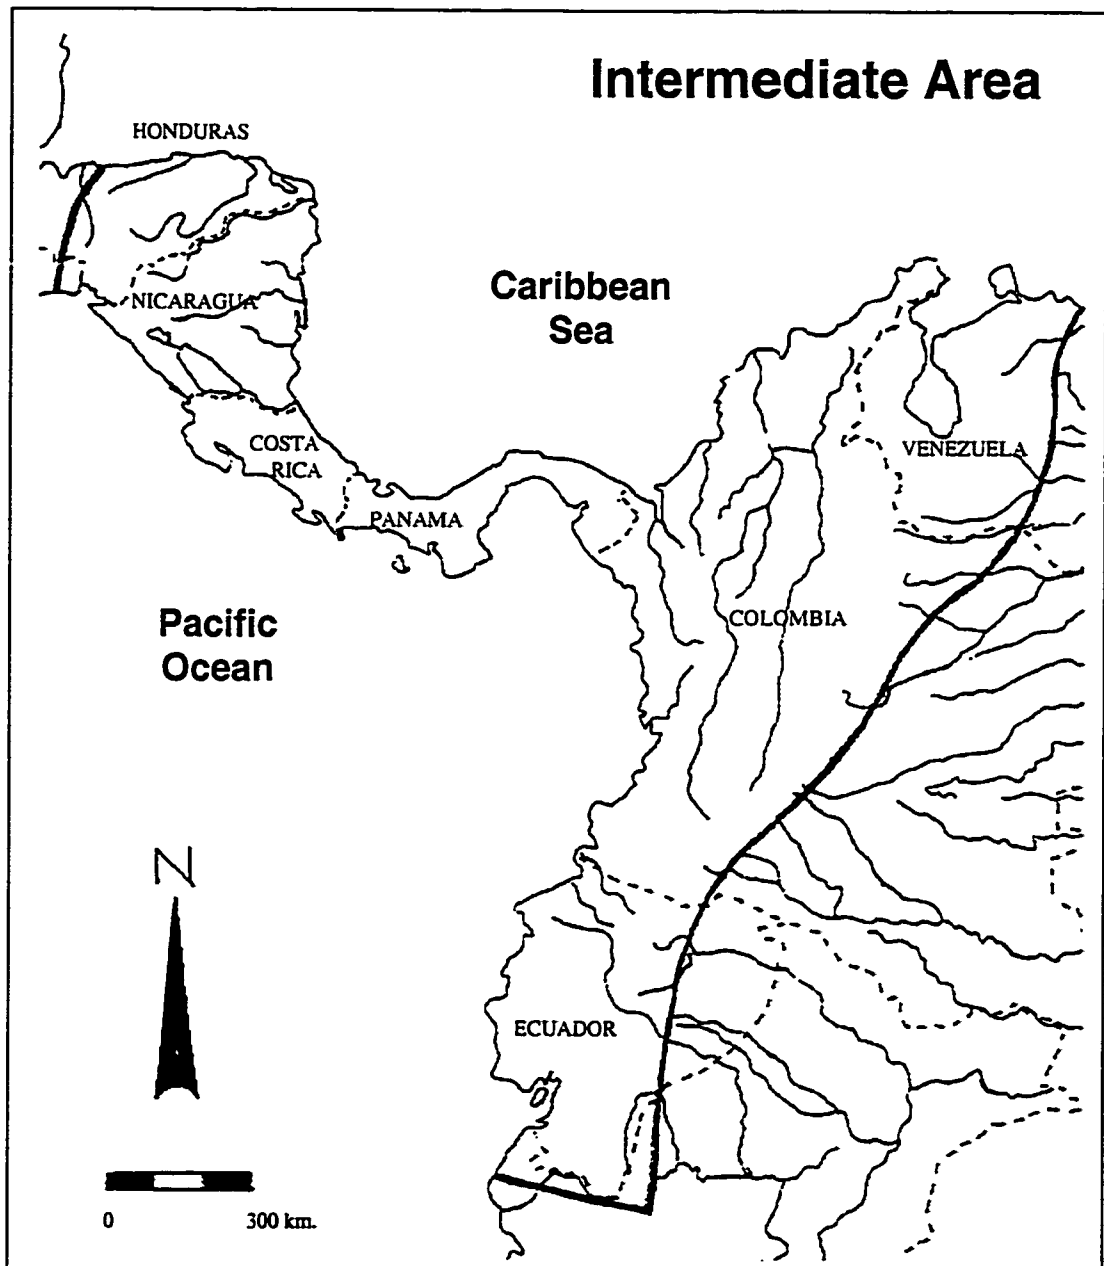 Intermediate Area
HONDURAS
Caribbean
Sea
NICARAGUA
COSTA
RICA
VENEZUELA
PANAMA
Pacific
Ocean
COLOMBIA
N
ECUADOR
0 300 km.